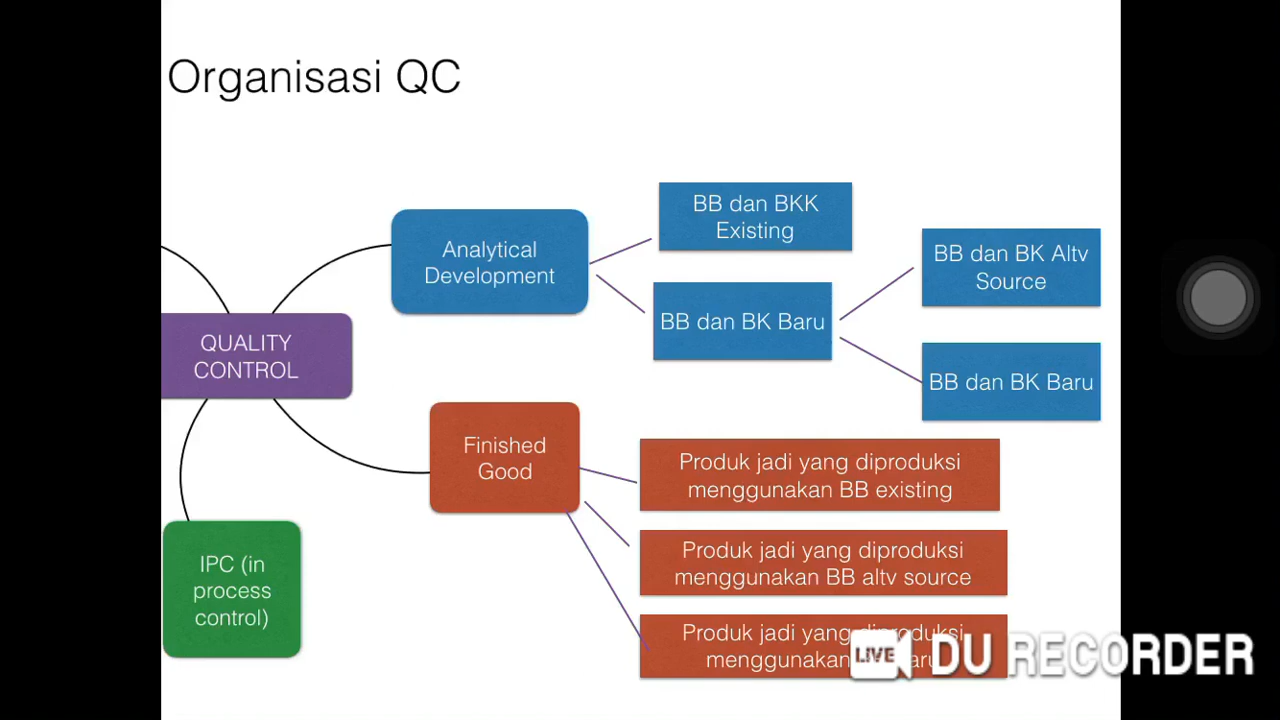 Organisasi QC
BB dan BKK
Existing
Analytical
Development
BB dan BK Altv
Source
BB dan BK Baru
QUALITY
CONTROL
BB dan BK Baru
Finished
Good
Produk jadi yang diproduksi
menggunakan BB existing
Produk jadi yang diproduksi
menggunakan BB altv source
IPC (in
process
control)
Produk jadi yang diproduksi
menggunakan
LIVE DU RECORDER